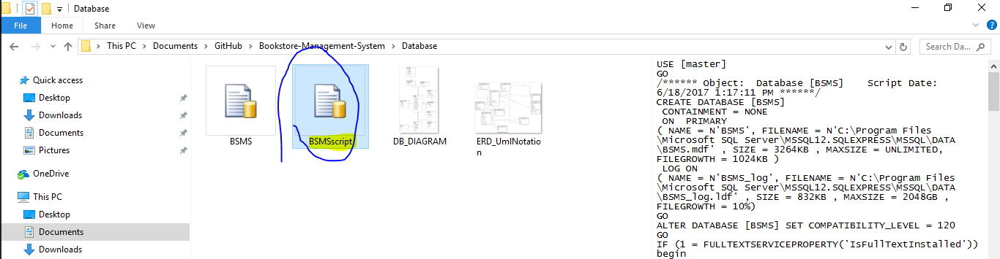 Database
File
Home
Share
View
This PC
Documents
GitHub
Bookstore-Management-System
Database
Search Da...
Quick access
Desktop
Downloads
Documents
Pictures
OneDrive
This PC
Desktop
Documents
Downloads
BSMS
BSMSscript
DB_DIAGRAM
ERD_UmlNotatio
n
USE [master]
GO
/****** Object:  Database [BSMS]    Script Date:
6/18/2017 1:17:11 PM ******/
CREATE DATABASE [BSMS]
 CONTAINMENT = NONE
 ON  PRIMARY
( NAME = N'BSMS', FILENAME = N'C:\Program Files
\Microsoft SQL Server\MSSQL12.SQLEXPRESS\MSSQL\DATA
\BSMS.mdf' , SIZE = 3264KB , MAXSIZE = UNLIMITED,
FILEGROWTH = 1024KB )
 LOG ON
( NAME = N'BSMS_log', FILENAME = N'C:\Program Files
\Microsoft SQL Server\MSSQL12.SQLEXPRESS\MSSQL\DATA
\BSMS_log.ldf' , SIZE = 832KB , MAXSIZE = 2048GB ,
FILEGROWTH = 10%)
GO
ALTER DATABASE [BSMS] SET COMPATIBILITY_LEVEL = 120
GO
IF (1 = FULLTEXTSERVICEPROPERTY('IsFullTextInstalled'))
begin